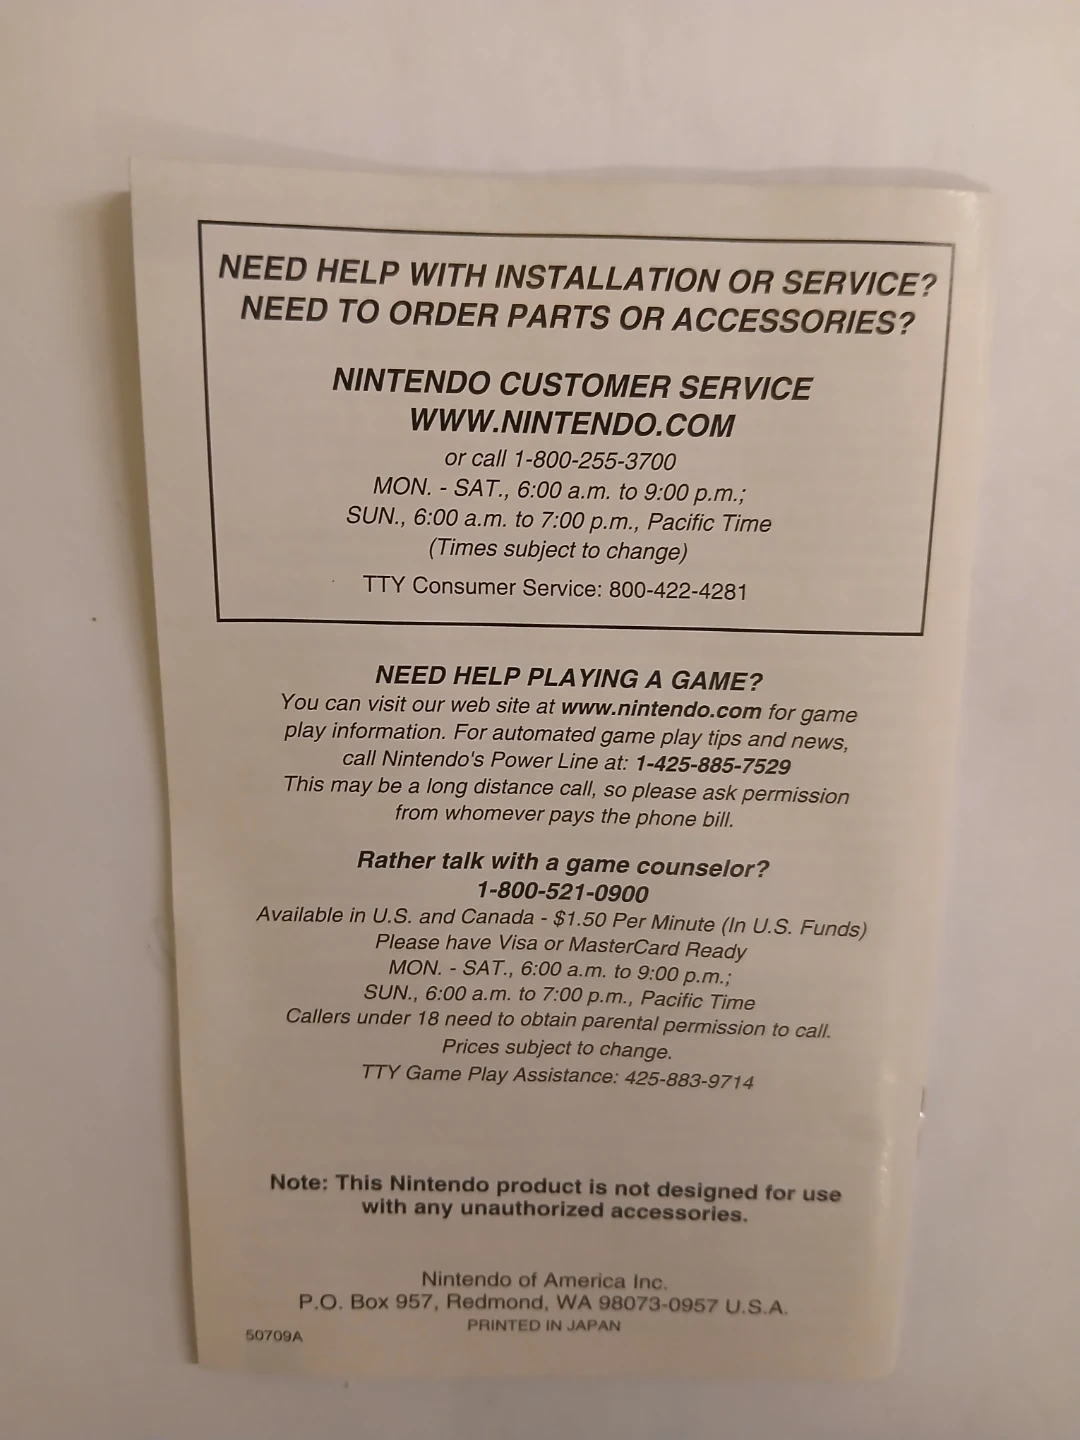 NEED HELP WITH INSTALLATION OR SERVICE?
NEED TO ORDER PARTS OR ACCESSORIES?
NINTENDO CUSTOMER SERVICE
WWW.NINTENDO.COM
or call 1-800-255-3700
MON. - SAT., 6:00 a.m. to 9:00 p.m.;
SUN., 6:00 a.m. to 7:00 p.m., Pacific Time
(Times subject to change)
TTY Consumer Service: 800-422-4281
NEED HELP PLAYING A GAME?
You can visit our web site at www.nintendo.com for game
play information. For automated game play tips and news,
call Nintendo's Power Line at: 1-425-885-7529
This may be a long distance call, so please ask permission
from whomever pays the phone bill.
Rather talk with a game counselor?
1-800-521-0900
Available in U.S. and Canada - $1.50 Per Minute (In U.S. Funds)
Please have Visa or MasterCard Ready
MON. - SAT., 6:00 a.m. to 9:00 p.m.;
SUN., 6:00 a.m. to 7:00 p.m., Pacific Time
Callers under 18 need to obtain parental permission to call.
Prices subject to change.
TTY Game Play Assistance: 425-883-9714
Note: This Nintendo product is not designed for use
with any unauthorized accessories.
Nintendo of America Inc.
P.O. Box 957, Redmond, WA 98073-0957 U.S.A.
PRINTED IN JAPAN
50709A